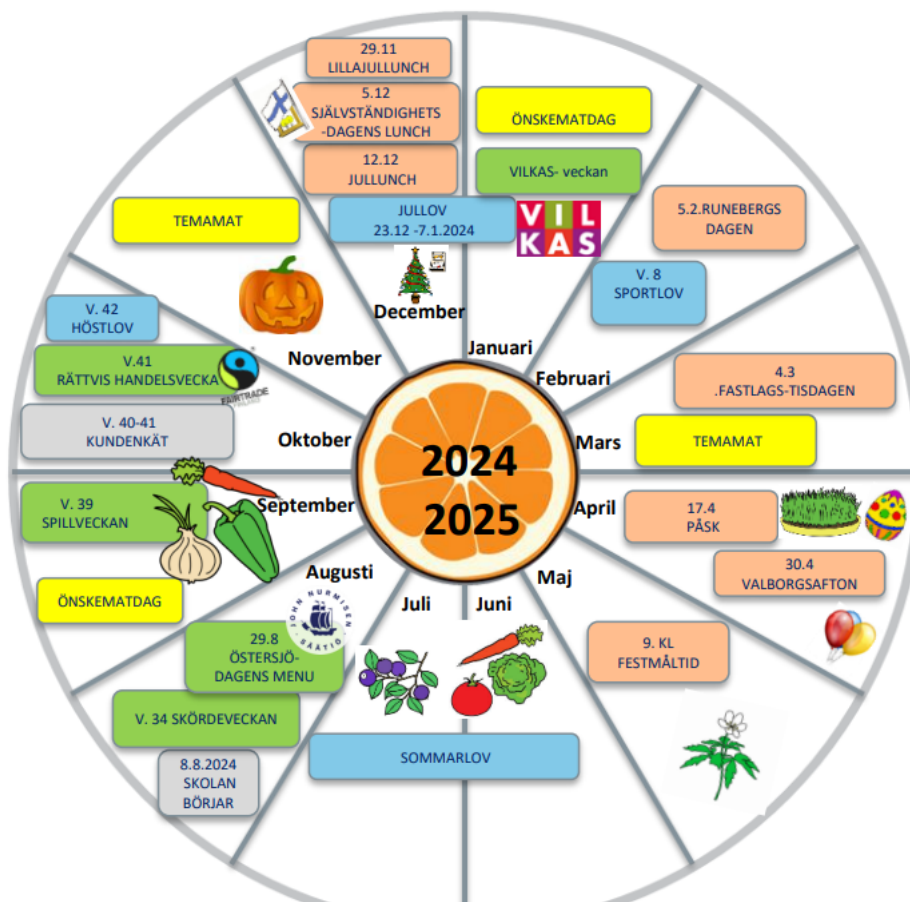 29.11
LILLAJULLUNCH
5.12
SJÄLVSTÄNDIGHETS
-DAGENS LUNCH
12.12
JULLUNCH
JULLOV
23.12 -7.1.2024
December
ÖNSKEMATDAG
VILKAS- veckan
VIL
KAS
Januari
5.2.RUNEBERGS
DAGEN
V. 8
SPORTLOV
Februari
4.3
.FASTLAGS-TISDAGEN
TEMAMAT
Mars
17.4
PÅSK
30.4
VALBORGSAFTON
April
9. KL
FESTMÅLTID
Maj
Juni
SOMMARLOV
Juli
JOHN NURMISEN
SÄÄTIÖ
29.8
ÖSTERSJÖ-
DAGENS MENU
V. 34 SKÖRDEVECKAN
8.8.2024
SKOLAN
BÖRJAR
Augusti
V. 39
SPILLVECKAN
ÖNSKEMATDAG
September
V. 42
HÖSTLOV
V.41
RÄTTVIS HANDELSVECKA
FAIRTRADE
V. 40-41
KUNDENKÄT
Oktober
TEMAMAT
November
2024
2025